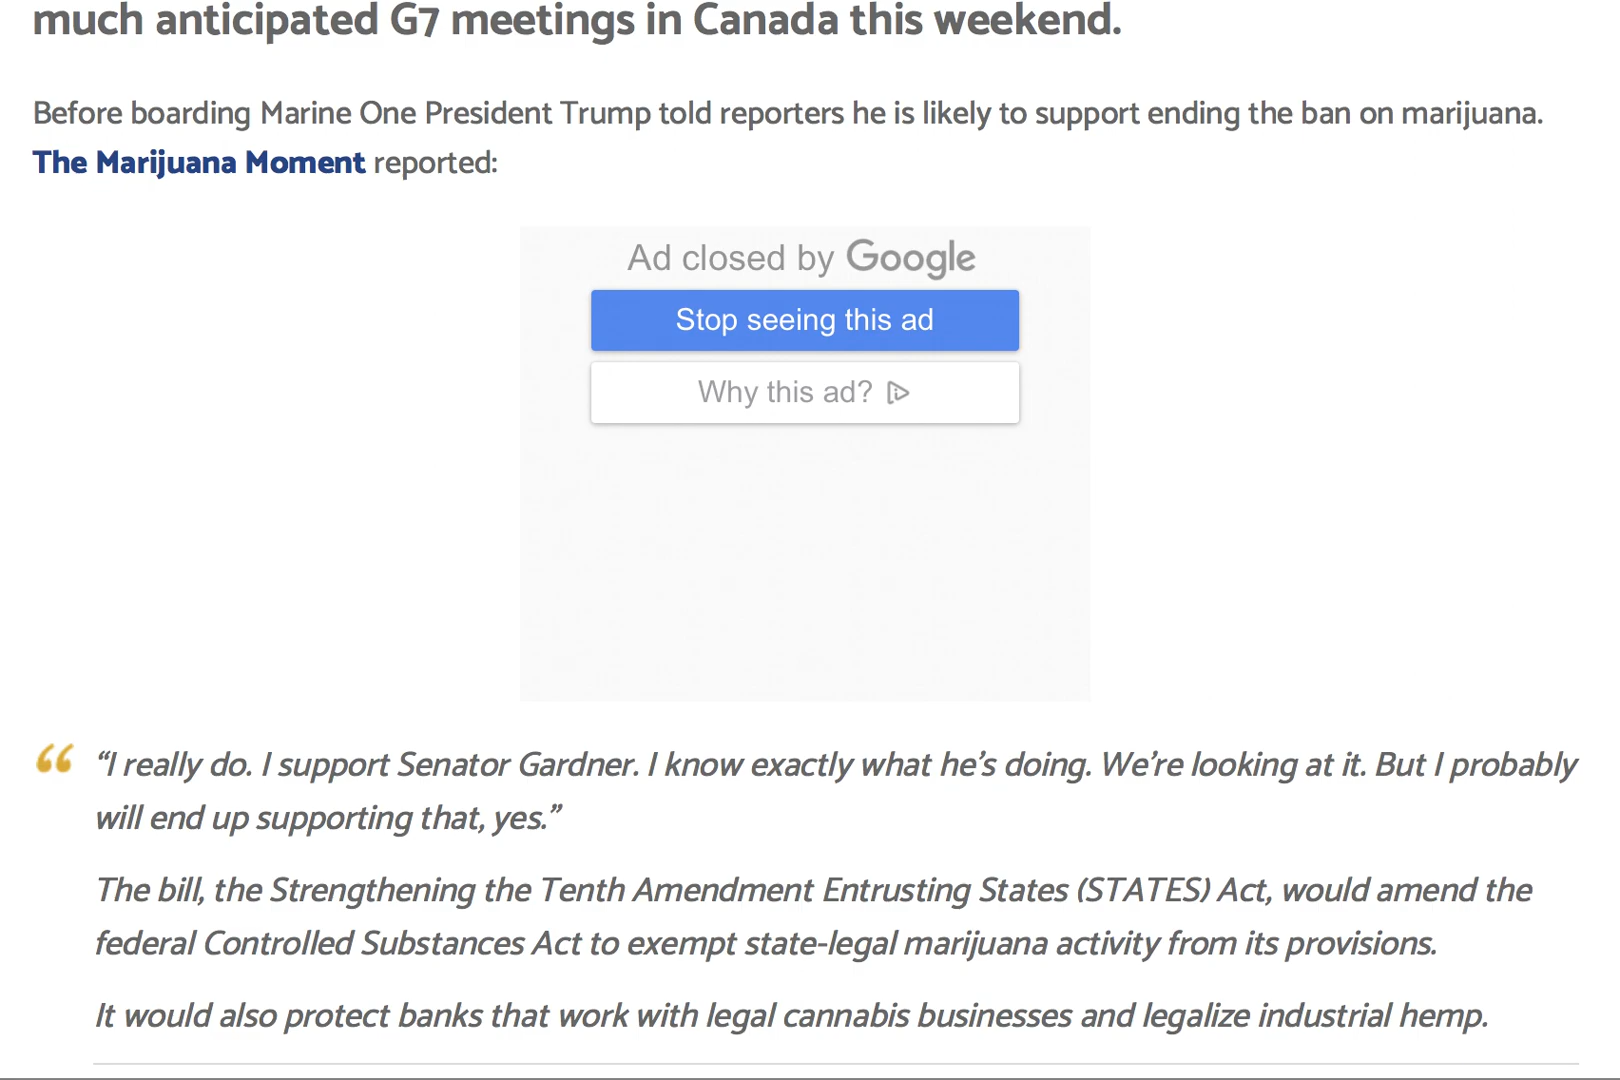 much anticipated G7 meetings in Canada this weekend.
Before boarding Marine One President Trump told reporters he is likely to support ending the ban on marijuana.
The Marijuana Moment reported:
Ad closed by Google
Stop seeing this ad
Why this ad?
“I really do. I support Senator Gardner. I know exactly what he’s doing. We’re looking at it. But I probably
will end up supporting that, yes.”
The bill, the Strengthening the Tenth Amendment Entrusting States (STATES) Act, would amend the
federal Controlled Substances Act to exempt state-legal marijuana activity from its provisions.
It would also protect banks that work with legal cannabis businesses and legalize industrial hemp.